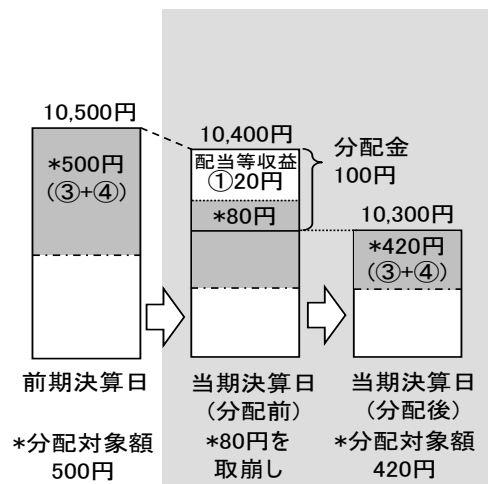 10,500円
*500円
(③+④)
前期決算日
*分配対象額
500円
10,400円
配当等収益
①20円
*80円
分配金
100円
当期決算日
(分配前)
*80円を
取崩し
10,300円
*420円
(③+④)
当期決算日
(分配後)
*分配対象額
420円